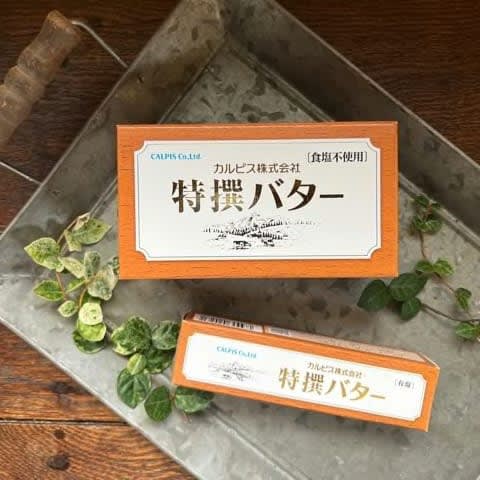 CALPIS Co.,Ltd.
[食塩不使用]
カルピス株式会社
特撰バター
CALPIS Co.,Ltd.
カルピス株式会社
特撰バター
[有塩]